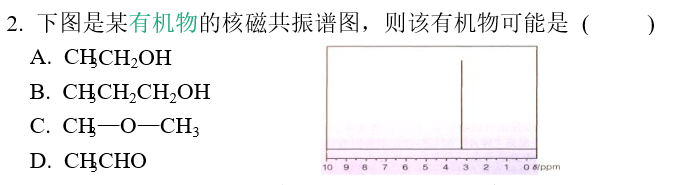 2. 下图是某有机物的核磁共振谱图，则该有机物可能是 (　　)
A. CH₃CH₂OH
B. CH₃CH₂CH₂OH
C. CH₃—O—CH₃
D. CH₃CHO
10 9 8 7 6 5 4 3 2 1 0 δ/ppm